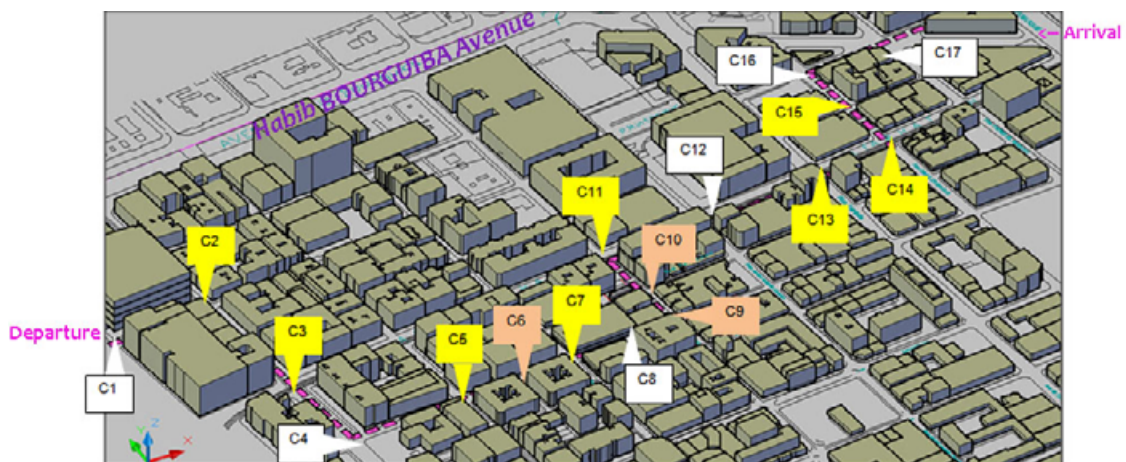 Habib BOURGUIBA Avenue
<- Arrival
C16
C17
C15
C12
C14
C11
C13
C2
C10
C7
C6
C3
C5
C9
Departure
C8
C1
C4
Z
Y
X